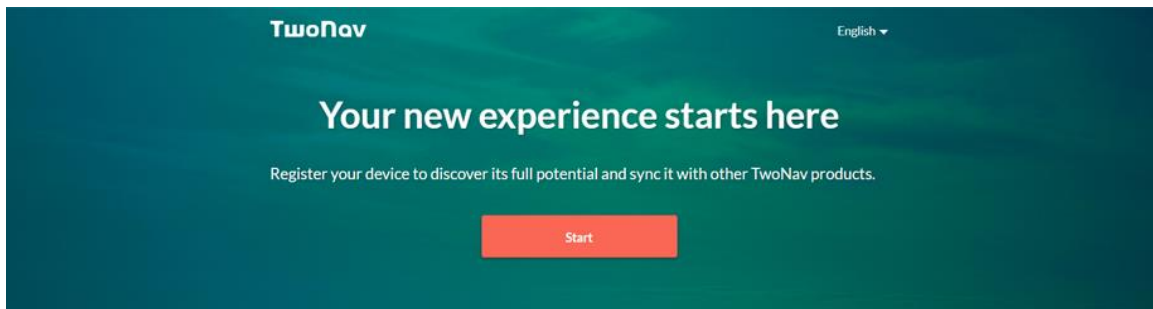 TwoNav
English
Your new experience starts here
Register your device to discover its full potential and sync it with other TwoNav products.
Start